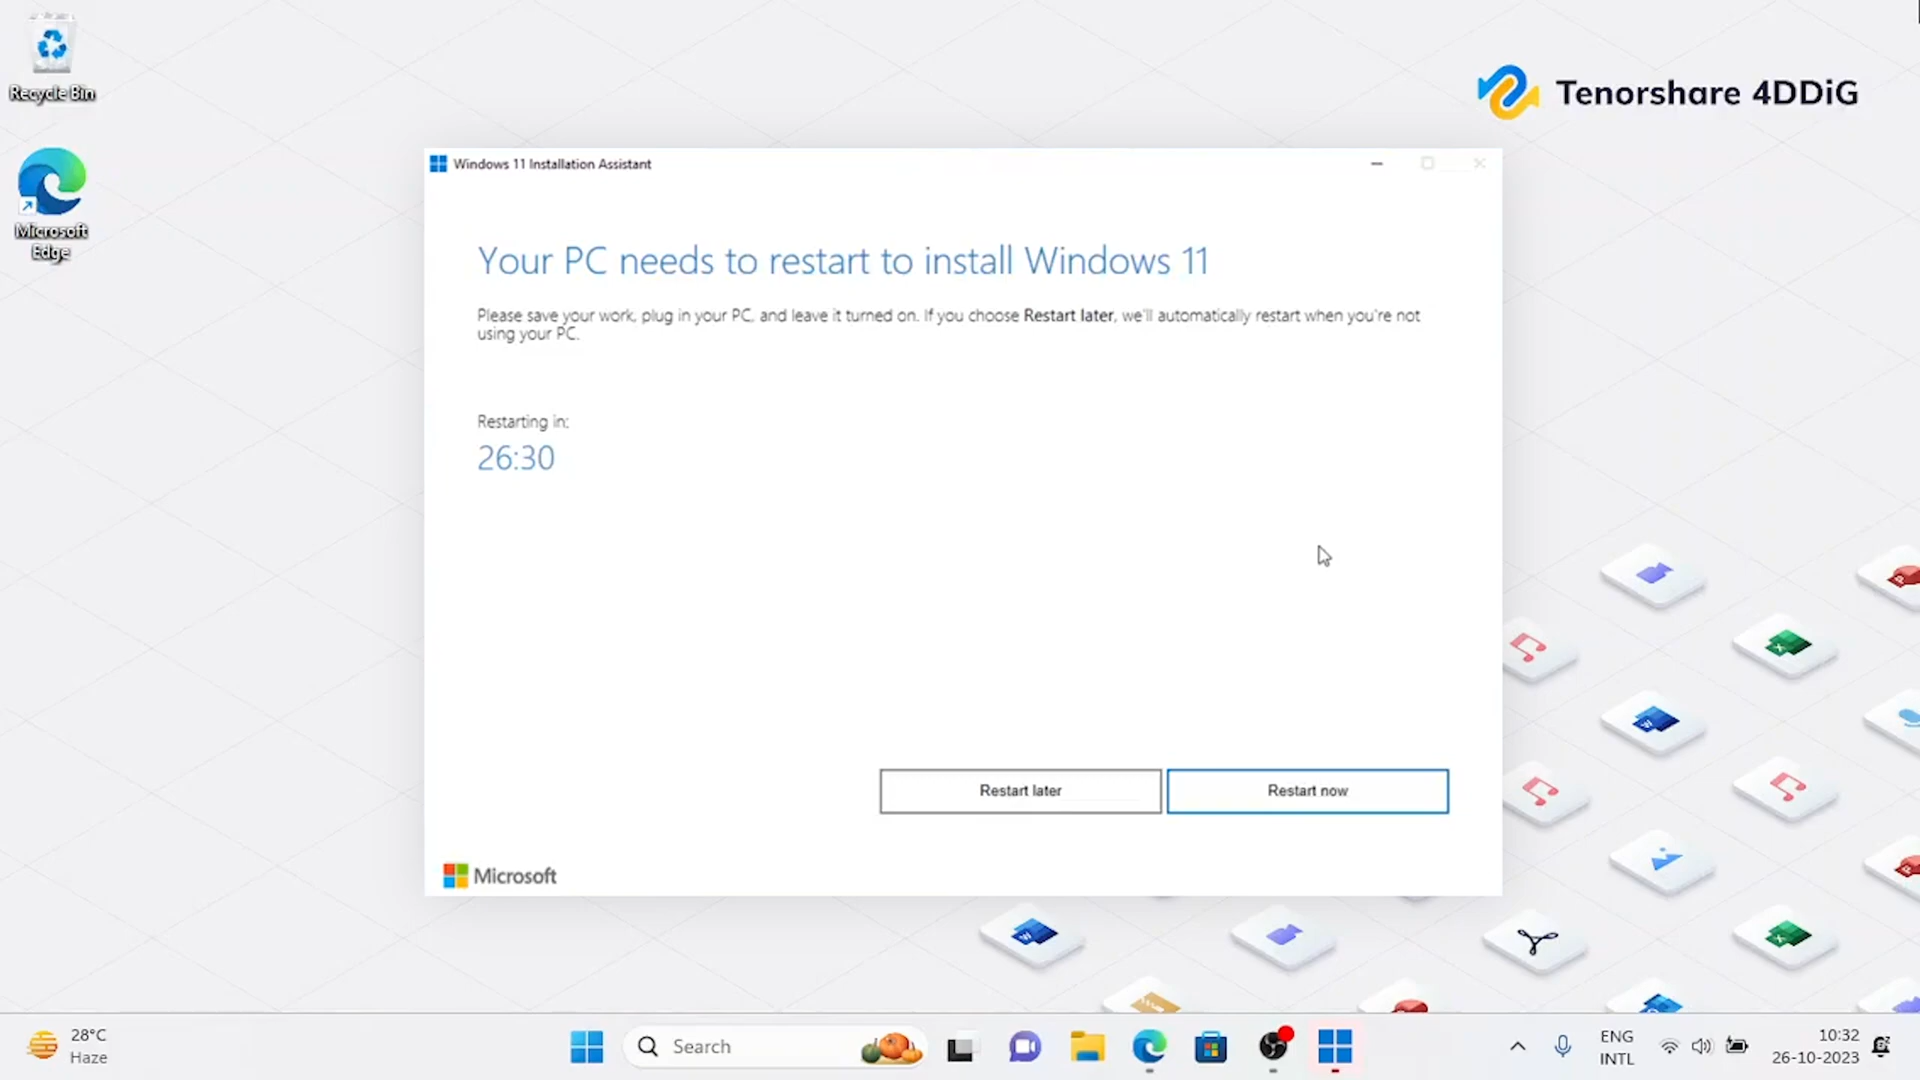 Recycle Bin
Microsoft
Edge
Tenorshare 4DDiG
Windows 11 Installation Assistant
Your PC needs to restart to install Windows 11
Please save your work, plug in your PC, and leave it turned on. If you choose Restart later, we'll automatically restart when you're not
using your PC.
Restarting in:
26:30
Restart later
Restart now
Microsoft
28°C
Haze
Search
ENG
INTL
10:32
26-10-2023